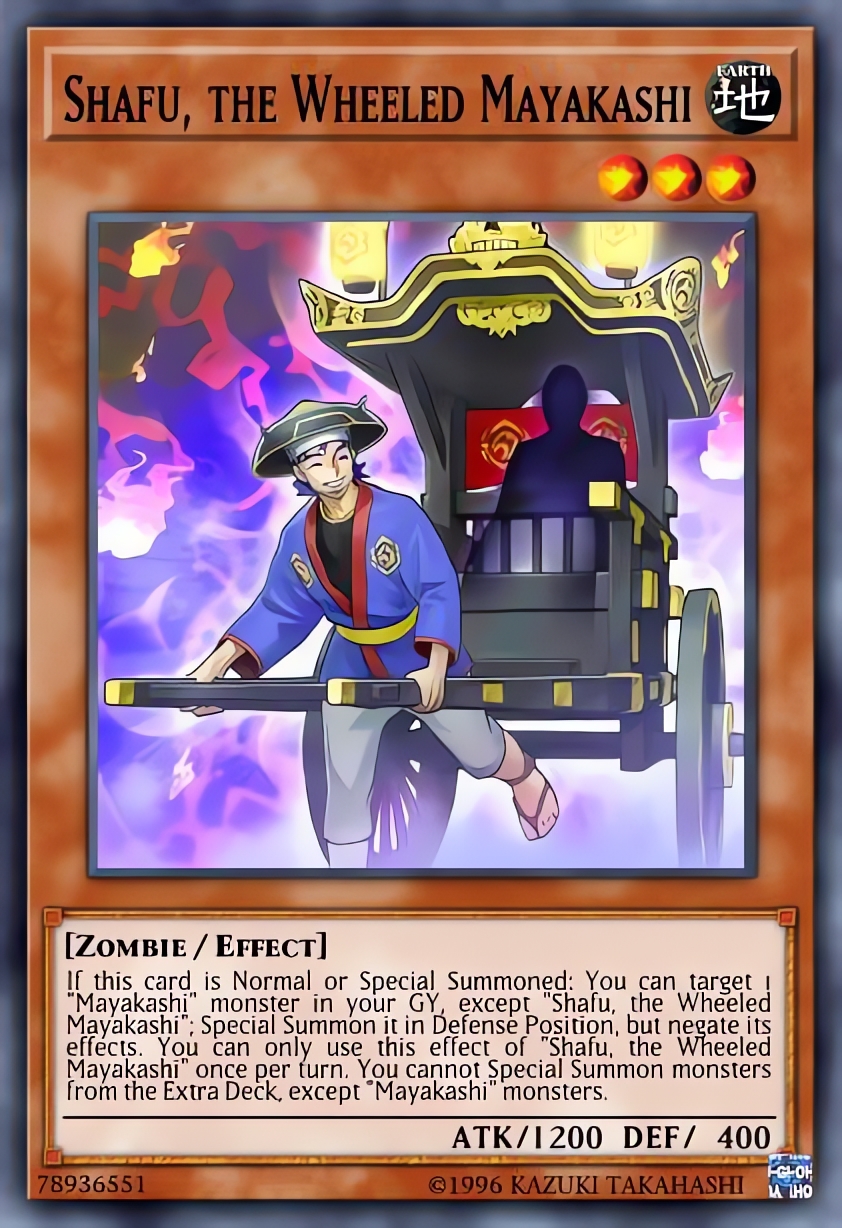 SHAFU, THE WHEELED MAYAKASHI
EARTH
地
[ZOMBIE / EFFECT]
If this card is Normal or Special Summoned: You can target 1
"Mayakashi" monster in your GY, except "Shafu, the Wheeled
Mayakashi"; Special Summon it in Defense Position, but negate its
effects. You can only use this effect of "Shafu, the Wheeled
Mayakashi" once per turn. You cannot Special Summon monsters
from the Extra Deck, except "Mayakashi" monsters.
ATK/1200 DEF/ 400
78936551
©1996 KAZUKI TAKAHASHI